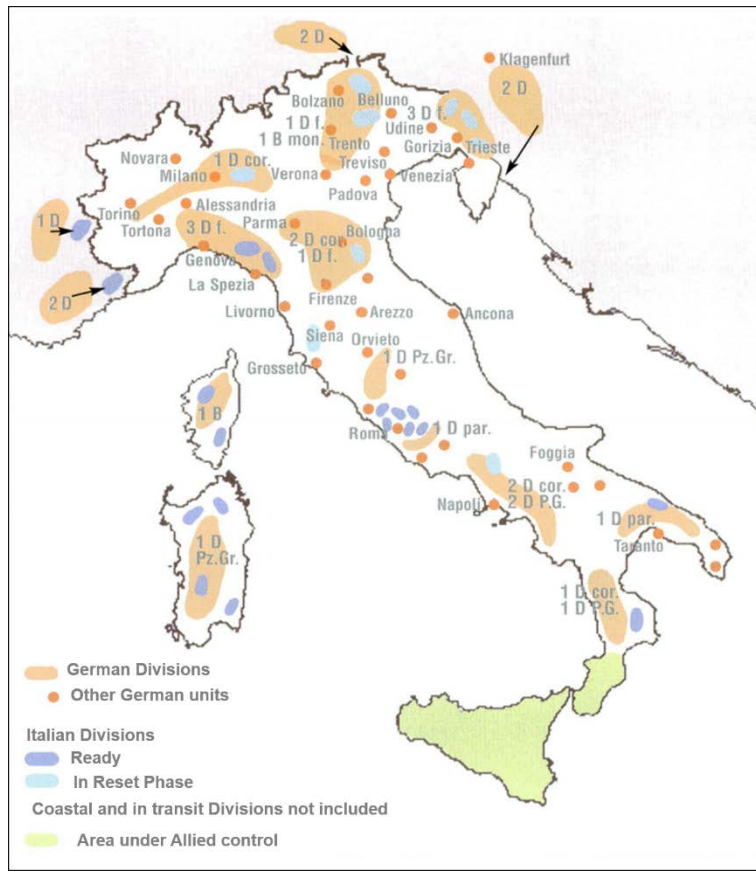 2 D
Klagenfurt
2 D
Bolzano
Belluno
3 D f.
1 D f.
Udine
1 B mon.
Gorizia
Trento
Trieste
Novara
1 D cor.
Treviso
Milano
Verona
Venezia
Padova
1 D
Torino
Alessandria
Tortona
3 D f.
Parma
2 D cor.
Bologna
Genova
1 D f.
2 D
La Spezia
Firenze
Livorno
Arezzo
Ancona
Siena
Orvieto
Grosseto
1 D Pz.Gr.
1 B
Roma
1 D par.
Foggia
2 D cor.
Napoli
2 D P.G.
1 D par.
1 D
Taranto
Pz.Gr.
1 D cor.
1 D P.G.
German Divisions
Other German units
Italian Divisions
Ready
In Reset Phase
Coastal and in transit Divisions not included
Area under Allied control